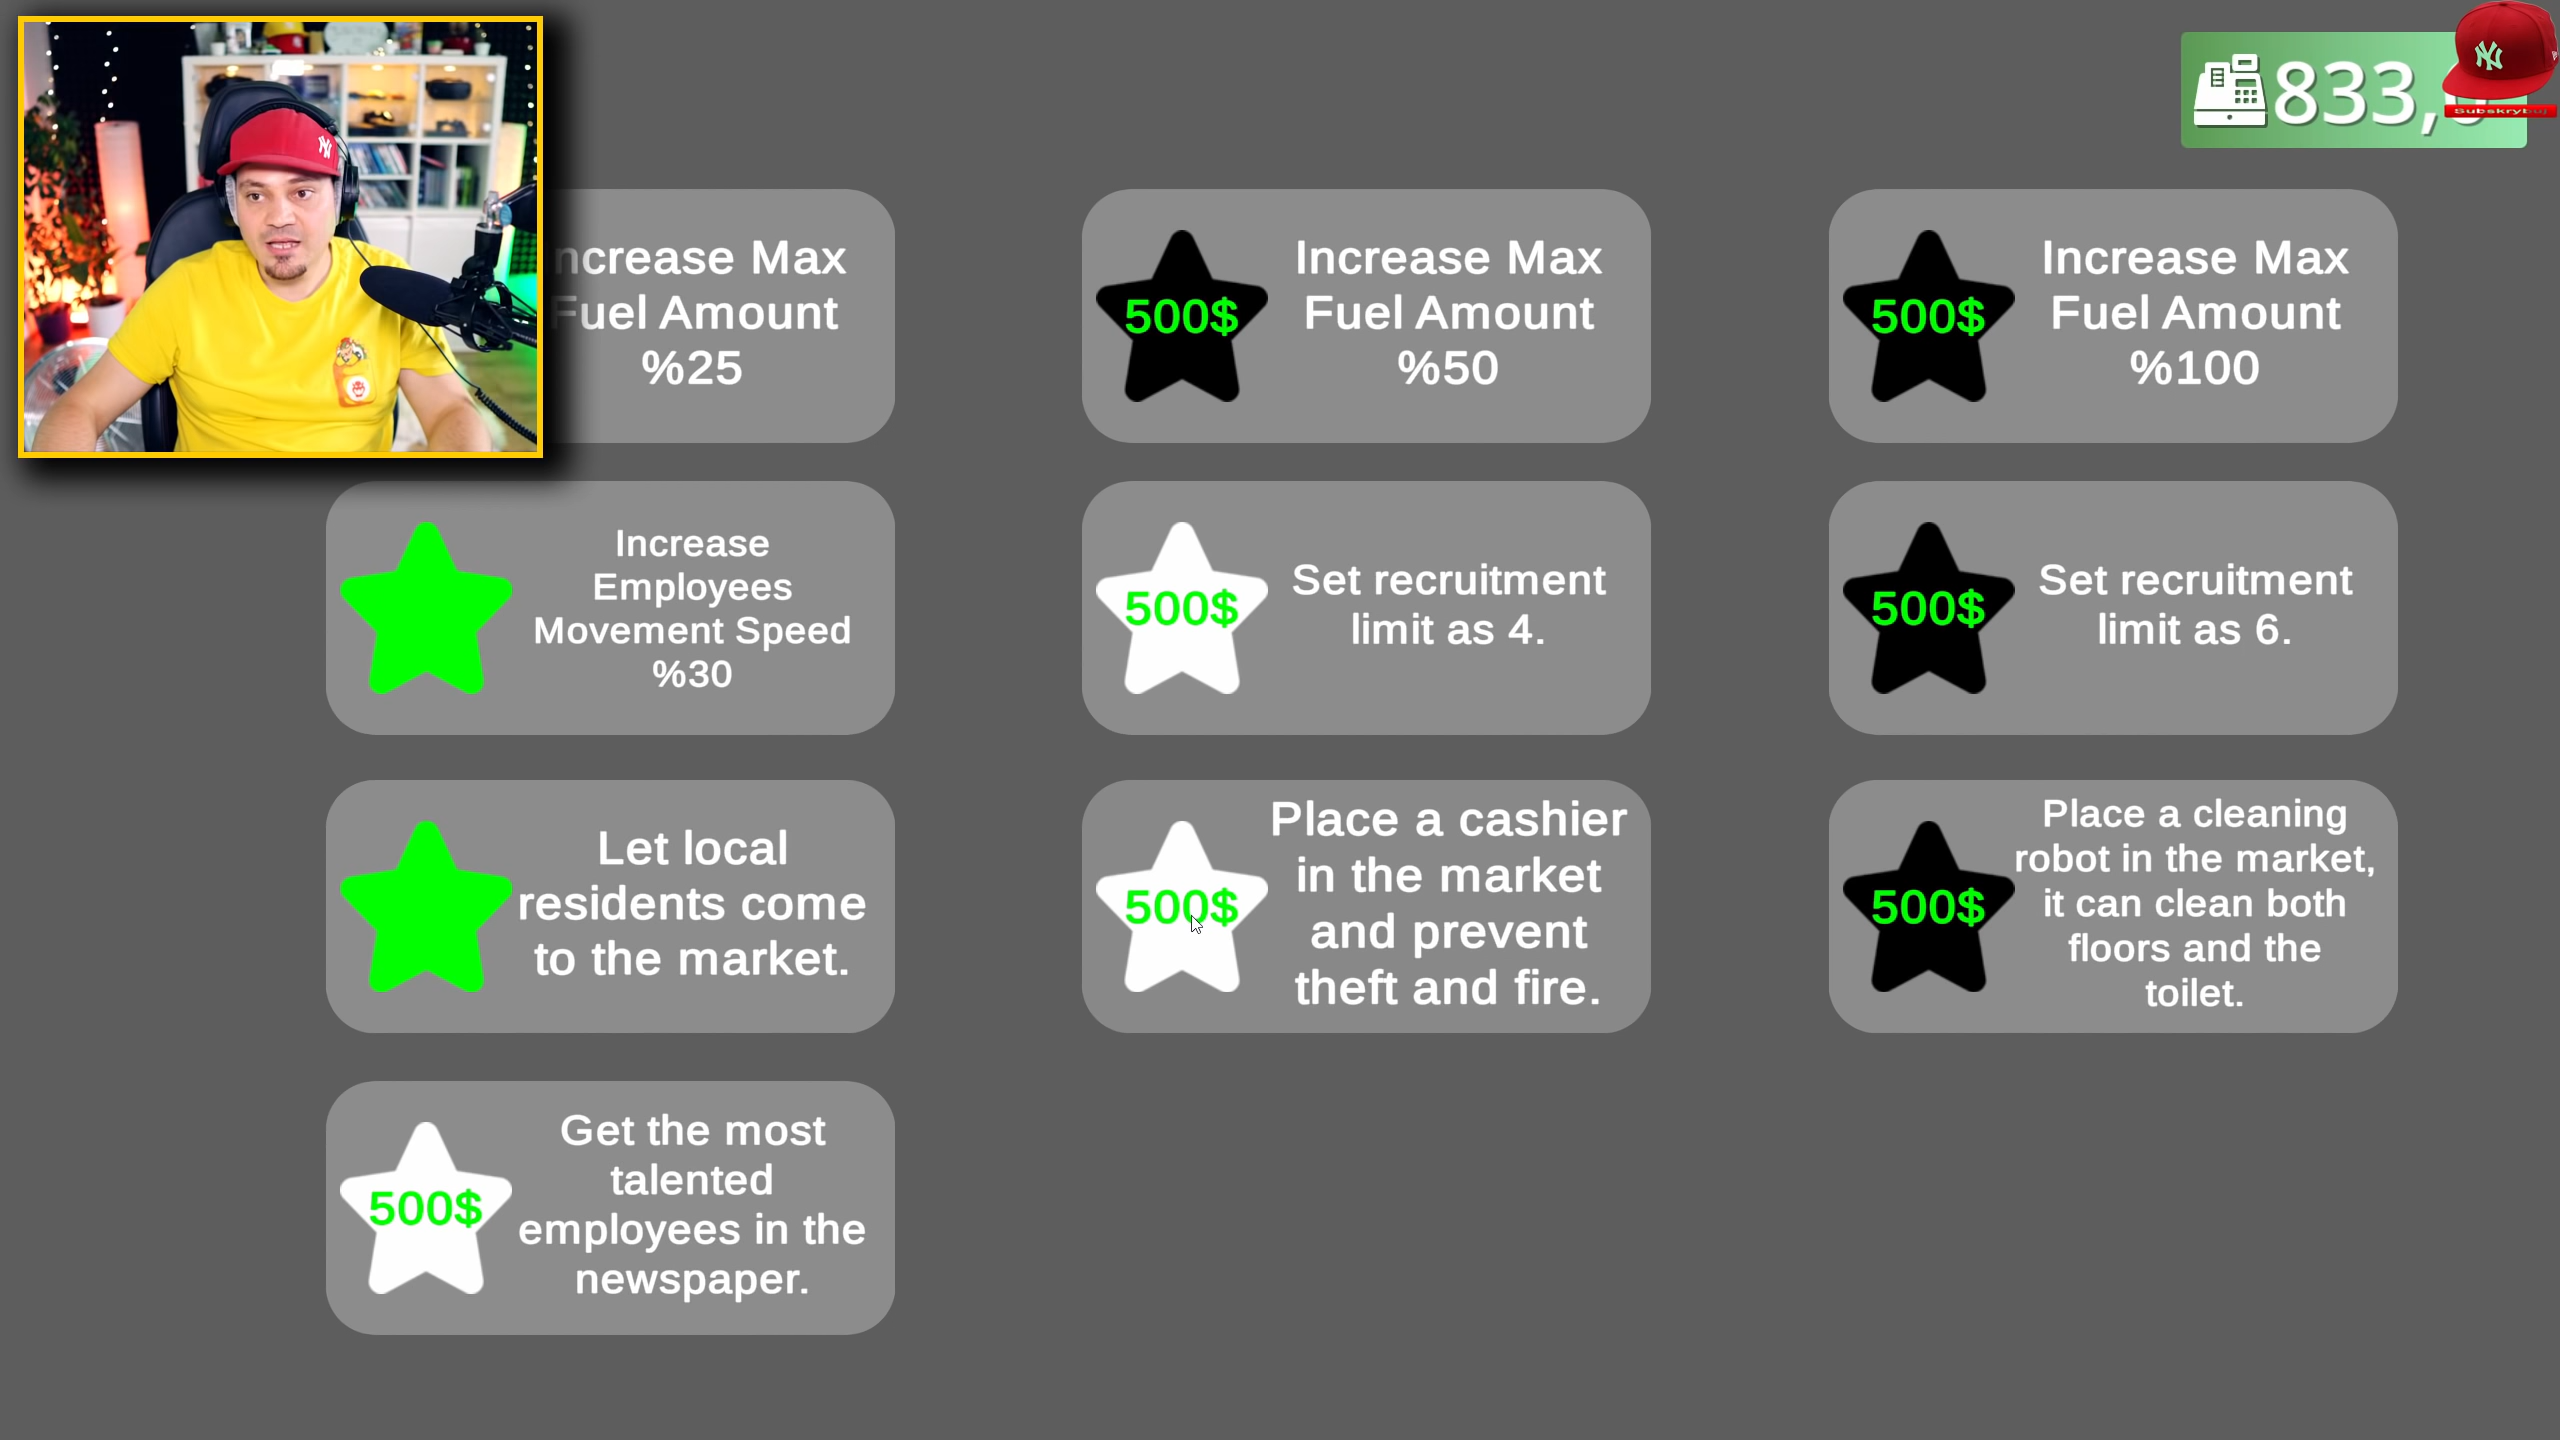 833,
Subskrybuj
ncrease Max
Fuel Amount
%25
500$
Increase Max
Fuel Amount
%50
500$
Increase Max
Fuel Amount
%100
Increase
Employees
Movement Speed
%30
500$
Set recruitment
limit as 4.
500$
Set recruitment
limit as 6.
Let local
residents come
to the market.
500$
Place a cashier
in the market
and prevent
theft and fire.
500$
Place a cleaning
robot in the market,
it can clean both
floors and the
toilet.
500$
Get the most
talented
employees in the
newspaper.